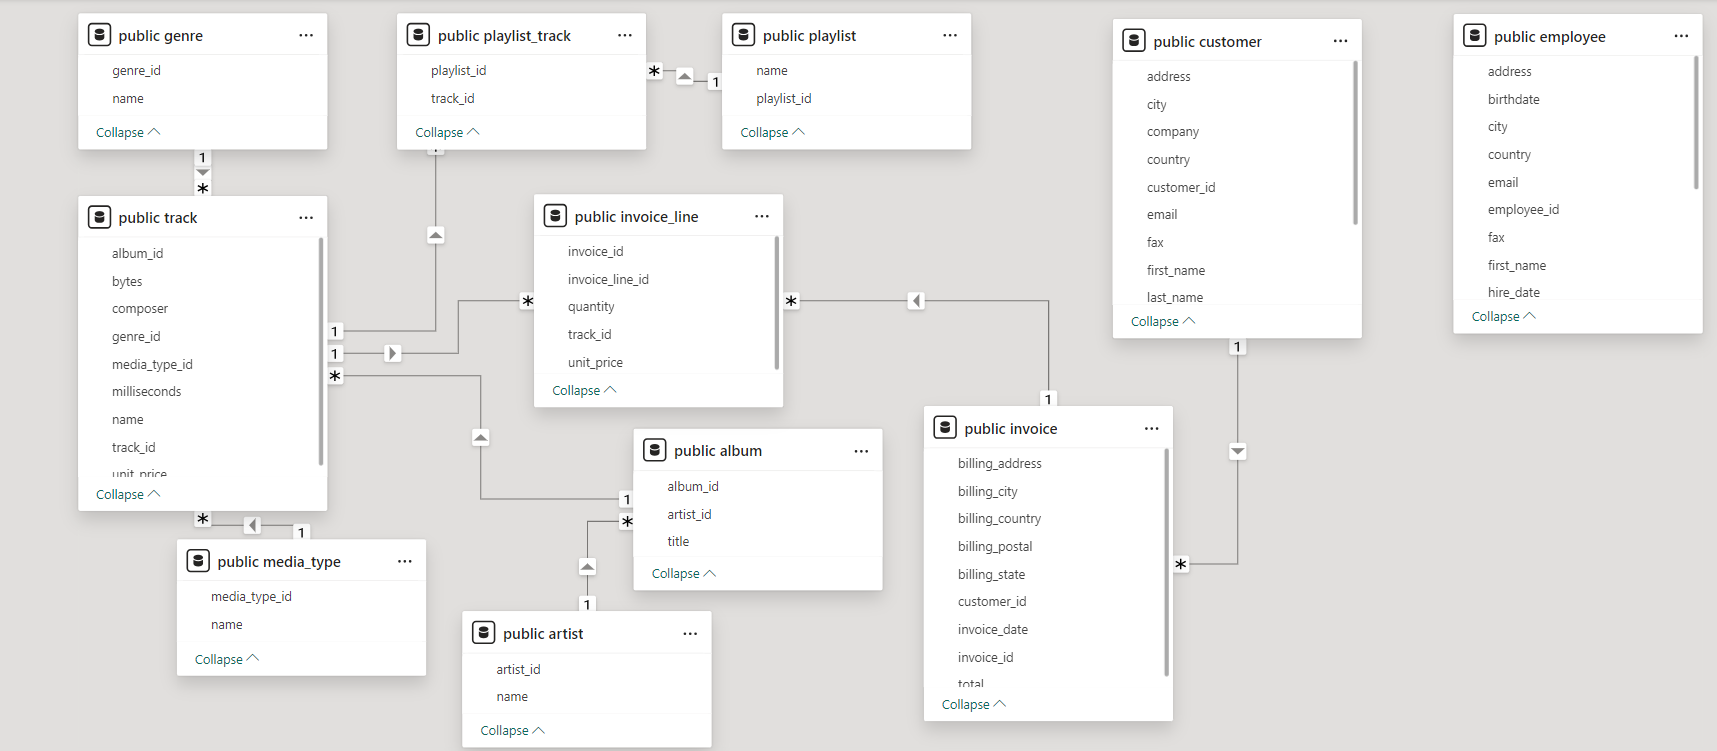 public genre
genre_id
name
Collapse
public playlist_track
playlist_id
track_id
Collapse
public playlist
name
playlist_id
Collapse
public customer
address
city
company
country
customer_id
email
fax
first_name
last_name
Collapse
public employee
address
birthdate
city
country
email
employee_id
fax
first_name
hire_date
Collapse
* 1
1
*
1
public track
album_id
bytes
composer
genre_id
media_type_id
milliseconds
name
track_id
unit_price
Collapse
1
1
*
public invoice_line
invoice_id
invoice_line_id
quantity
track_id
unit_price
Collapse
* *
1
1
public album
album_id
artist_id
title
Collapse
1
*
public invoice
billing_address
billing_city
billing_country
billing_postal
billing_state
customer_id
invoice_date
invoice_id
total
Collapse
*
* 1
public media_type
media_type_id
name
Collapse
1
public artist
artist_id
name
Collapse